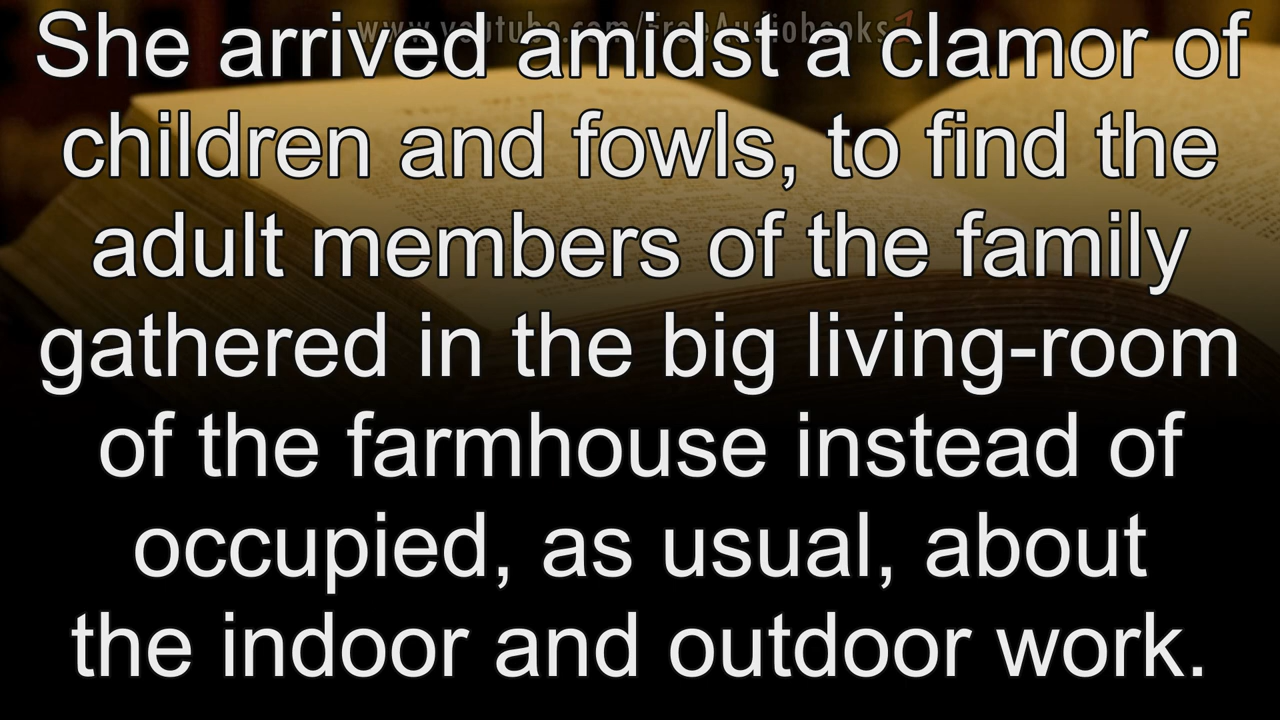 www.youtube.com/FreeAudiobooks1
She arrived amidst a clamor of
children and fowls, to find the
adult members of the family
gathered in the big living-room
of the farmhouse instead of
occupied, as usual, about
the indoor and outdoor work.